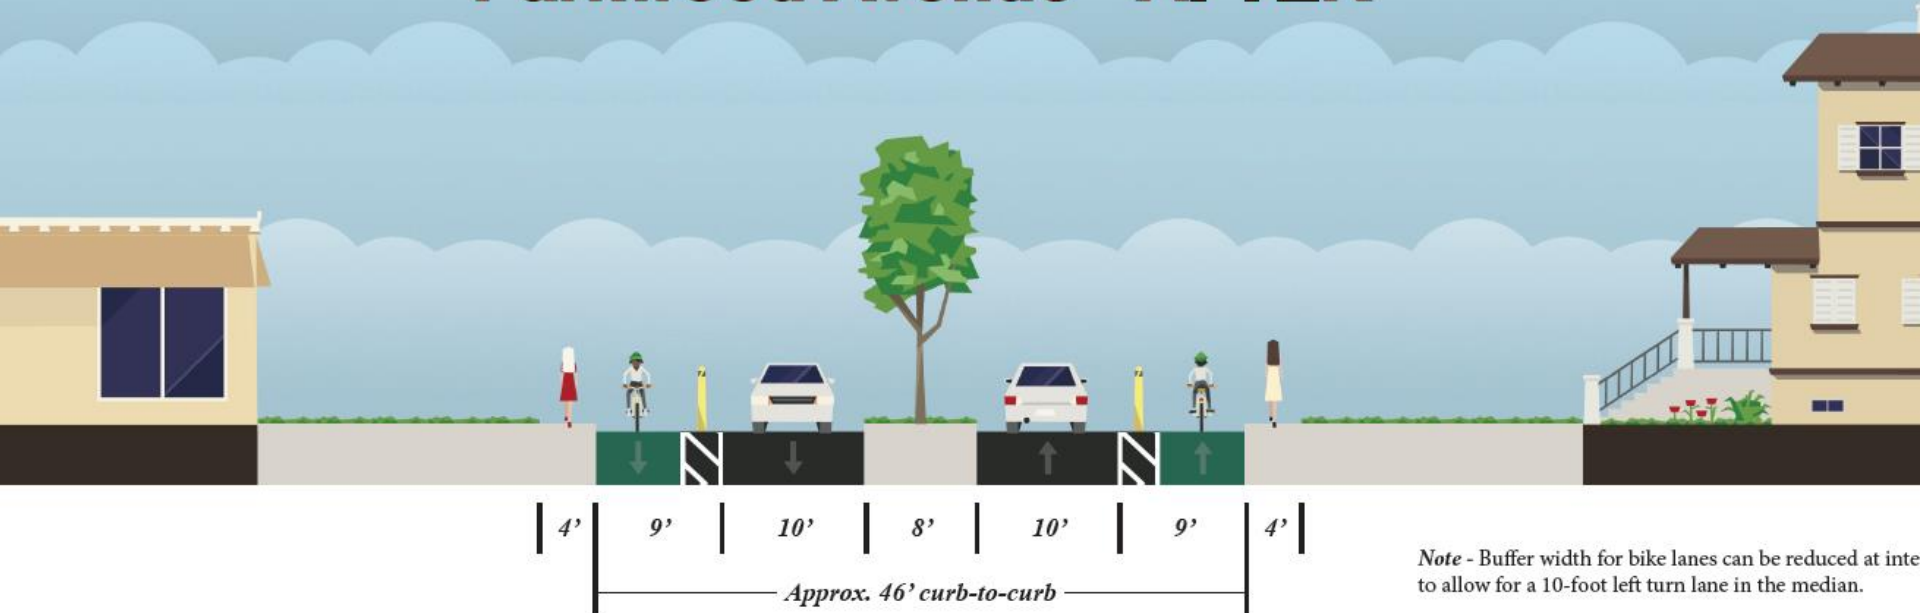 4’ 9’ 10’ 8’ 10’ 9’ 4’
Approx. 46’ curb-to-curb
Note - Buffer width for bike lanes can be reduced at inte
to allow for a 10-foot left turn lane in the median.